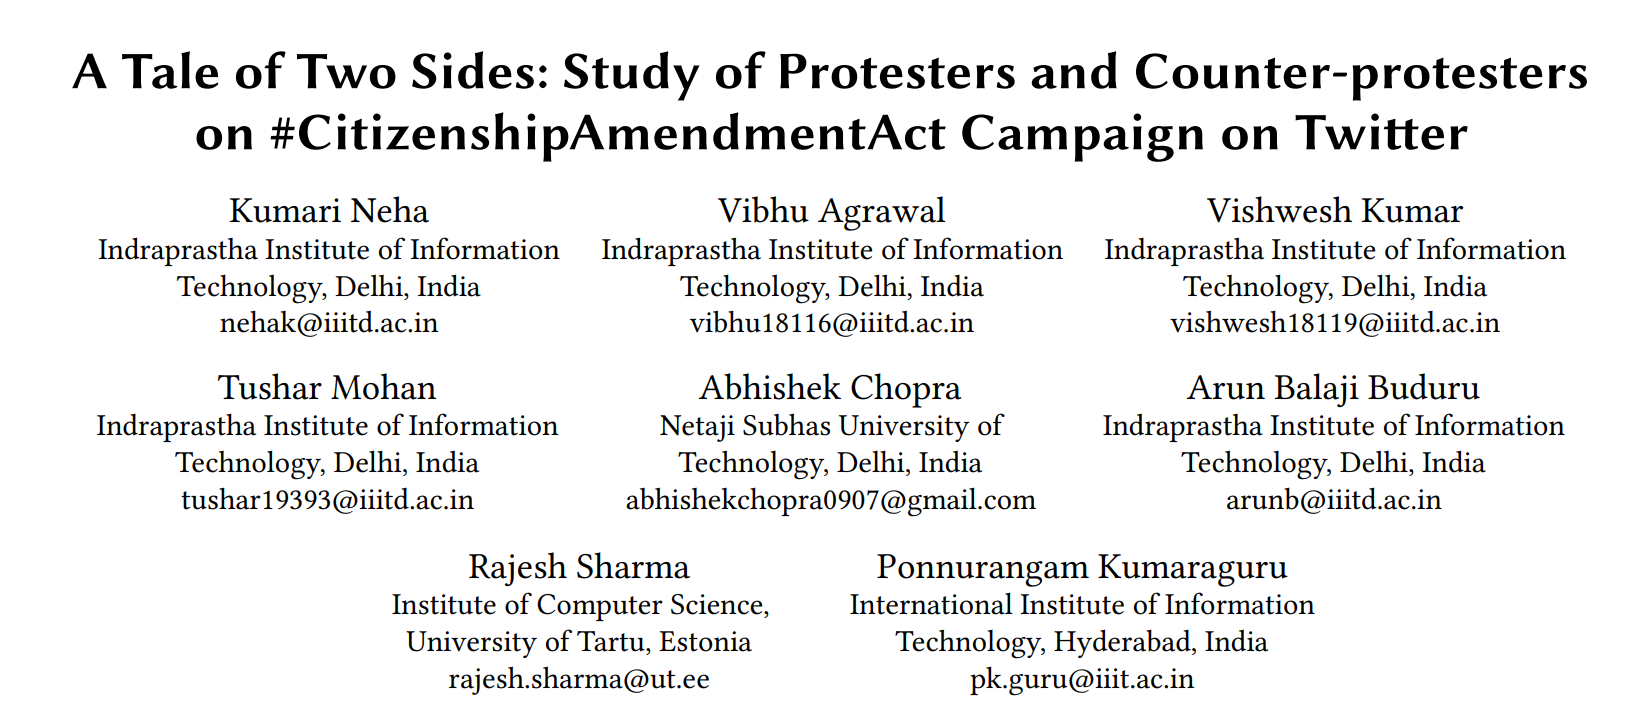 A Tale of Two Sides: Study of Protesters and Counter-protesters
on #CitizenshipAmendmentAct Campaign on Twitter
Kumari Neha
Indraprastha Institute of Information
Technology, Delhi, India
nehak@iiitd.ac.in
Vibhu Agrawal
Indraprastha Institute of Information
Technology, Delhi, India
vibhu18116@iiitd.ac.in
Vishwesh Kumar
Indraprastha Institute of Information
Technology, Delhi, India
vishwesh18119@iiitd.ac.in
Tushar Mohan
Indraprastha Institute of Information
Technology, Delhi, India
tushar19393@iiitd.ac.in
Abhishek Chopra
Netaji Subhas University of
Technology, Delhi, India
abhishekchopra0907@gmail.com
Arun Balaji Buduru
Indraprastha Institute of Information
Technology, Delhi, India
arunb@iiitd.ac.in
Rajesh Sharma
Institute of Computer Science,
University of Tartu, Estonia
rajesh.sharma@ut.ee
Ponnurangam Kumaraguru
International Institute of Information
Technology, Hyderabad, India
pk.guru@iiit.ac.in